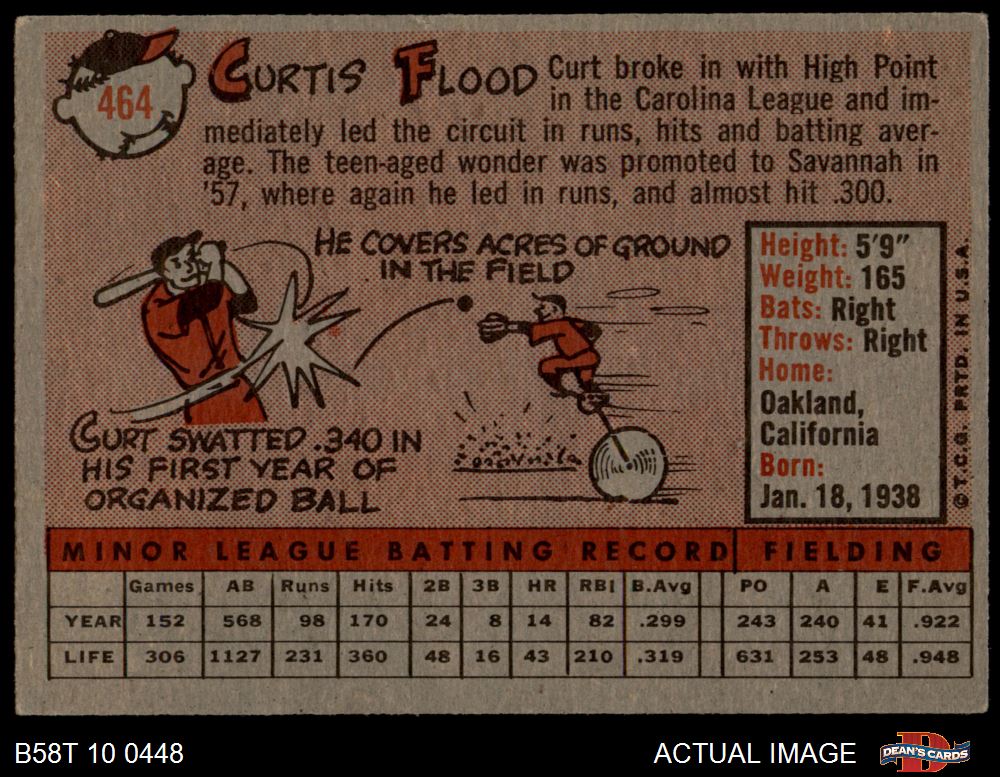 464
CURTIS FLOOD Curt broke in with High Point
in the Carolina League and im-
mediately led the circuit in runs, hits and batting aver-
age. The teen-aged wonder was promoted to Savannah in
'57, where again he led in runs, and almost hit .300.
HE COVERS ACRES OF GROUND
IN THE FIELD
CURT SWATTED .340 IN
HIS FIRST YEAR OF
ORGANIZED BALL
Height: 5'9"
Weight: 165
Bats: Right
Throws: Right
Home:
Oakland,
California
Born:
Jan. 18, 1938
© T.C.G. PRTD. IN U.S.A.
MINOR LEAGUE BATTING RECORD FIELDING
Games AB Runs Hits 2B 3B HR RBI B.Avg PO A E F.Avg
YEAR 152 568 98 170 24 8 14 82 .299 243 240 41 .922
LIFE 306 1127 231 360 48 16 43 210 .319 631 253 48 .948
B58T 10 0448 ACTUAL IMAGE DEAN'S CARDS